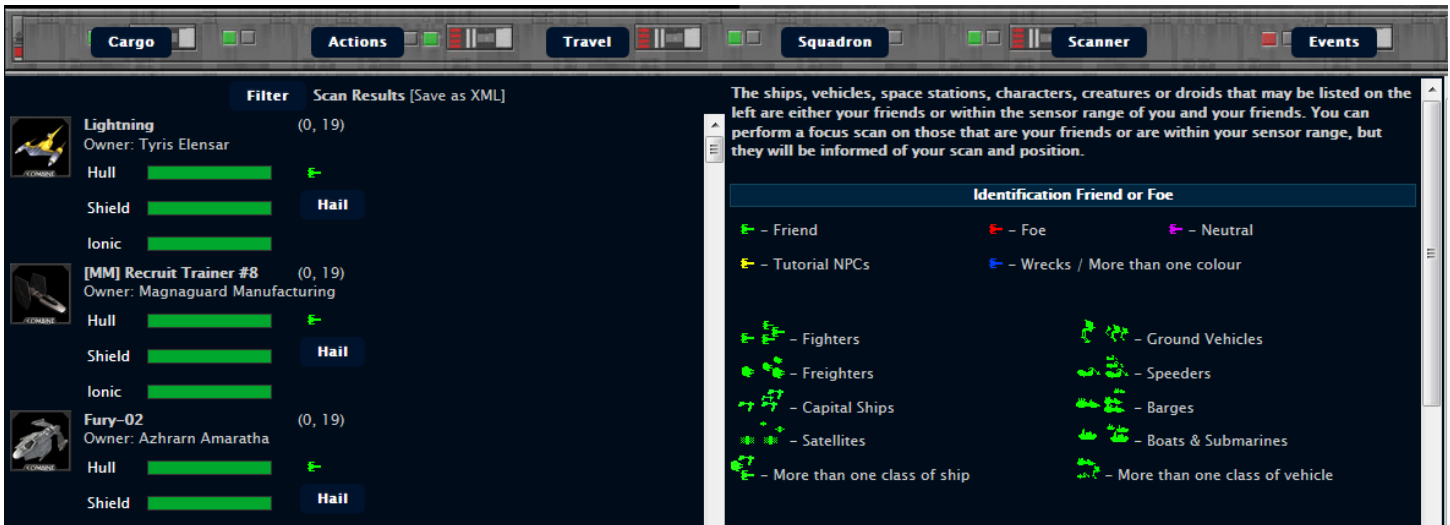 Cargo
Actions
Travel
Squadron
Scanner
Events
Filter Scan Results [Save as XML]
Lightning (0, 19)
Owner: Tyris Elensar
Hull
Shield Hail
Ionic
COMBINE
[MM] Recruit Trainer #8 (0, 19)
Owner: Magnaguard Manufacturing
Hull
Shield Hail
Ionic
COMBINE
Fury-02 (0, 19)
Owner: Azhrarn Amaratha
Hull
Shield Hail
COMBINE
The ships, vehicles, space stations, characters, creatures or droids that may be listed on the
left are either your friends or within the sensor range of you and your friends. You can
perform a focus scan on those that are your friends or are within your sensor range, but
they will be informed of your scan and position.
Identification Friend or Foe
– Friend
– Foe
– Neutral
– Tutorial NPCs
– Wrecks / More than one colour
– Fighters
– Ground Vehicles
– Freighters
– Speeders
– Capital Ships
– Barges
– Satellites
– Boats & Submarines
– More than one class of ship
– More than one class of vehicle